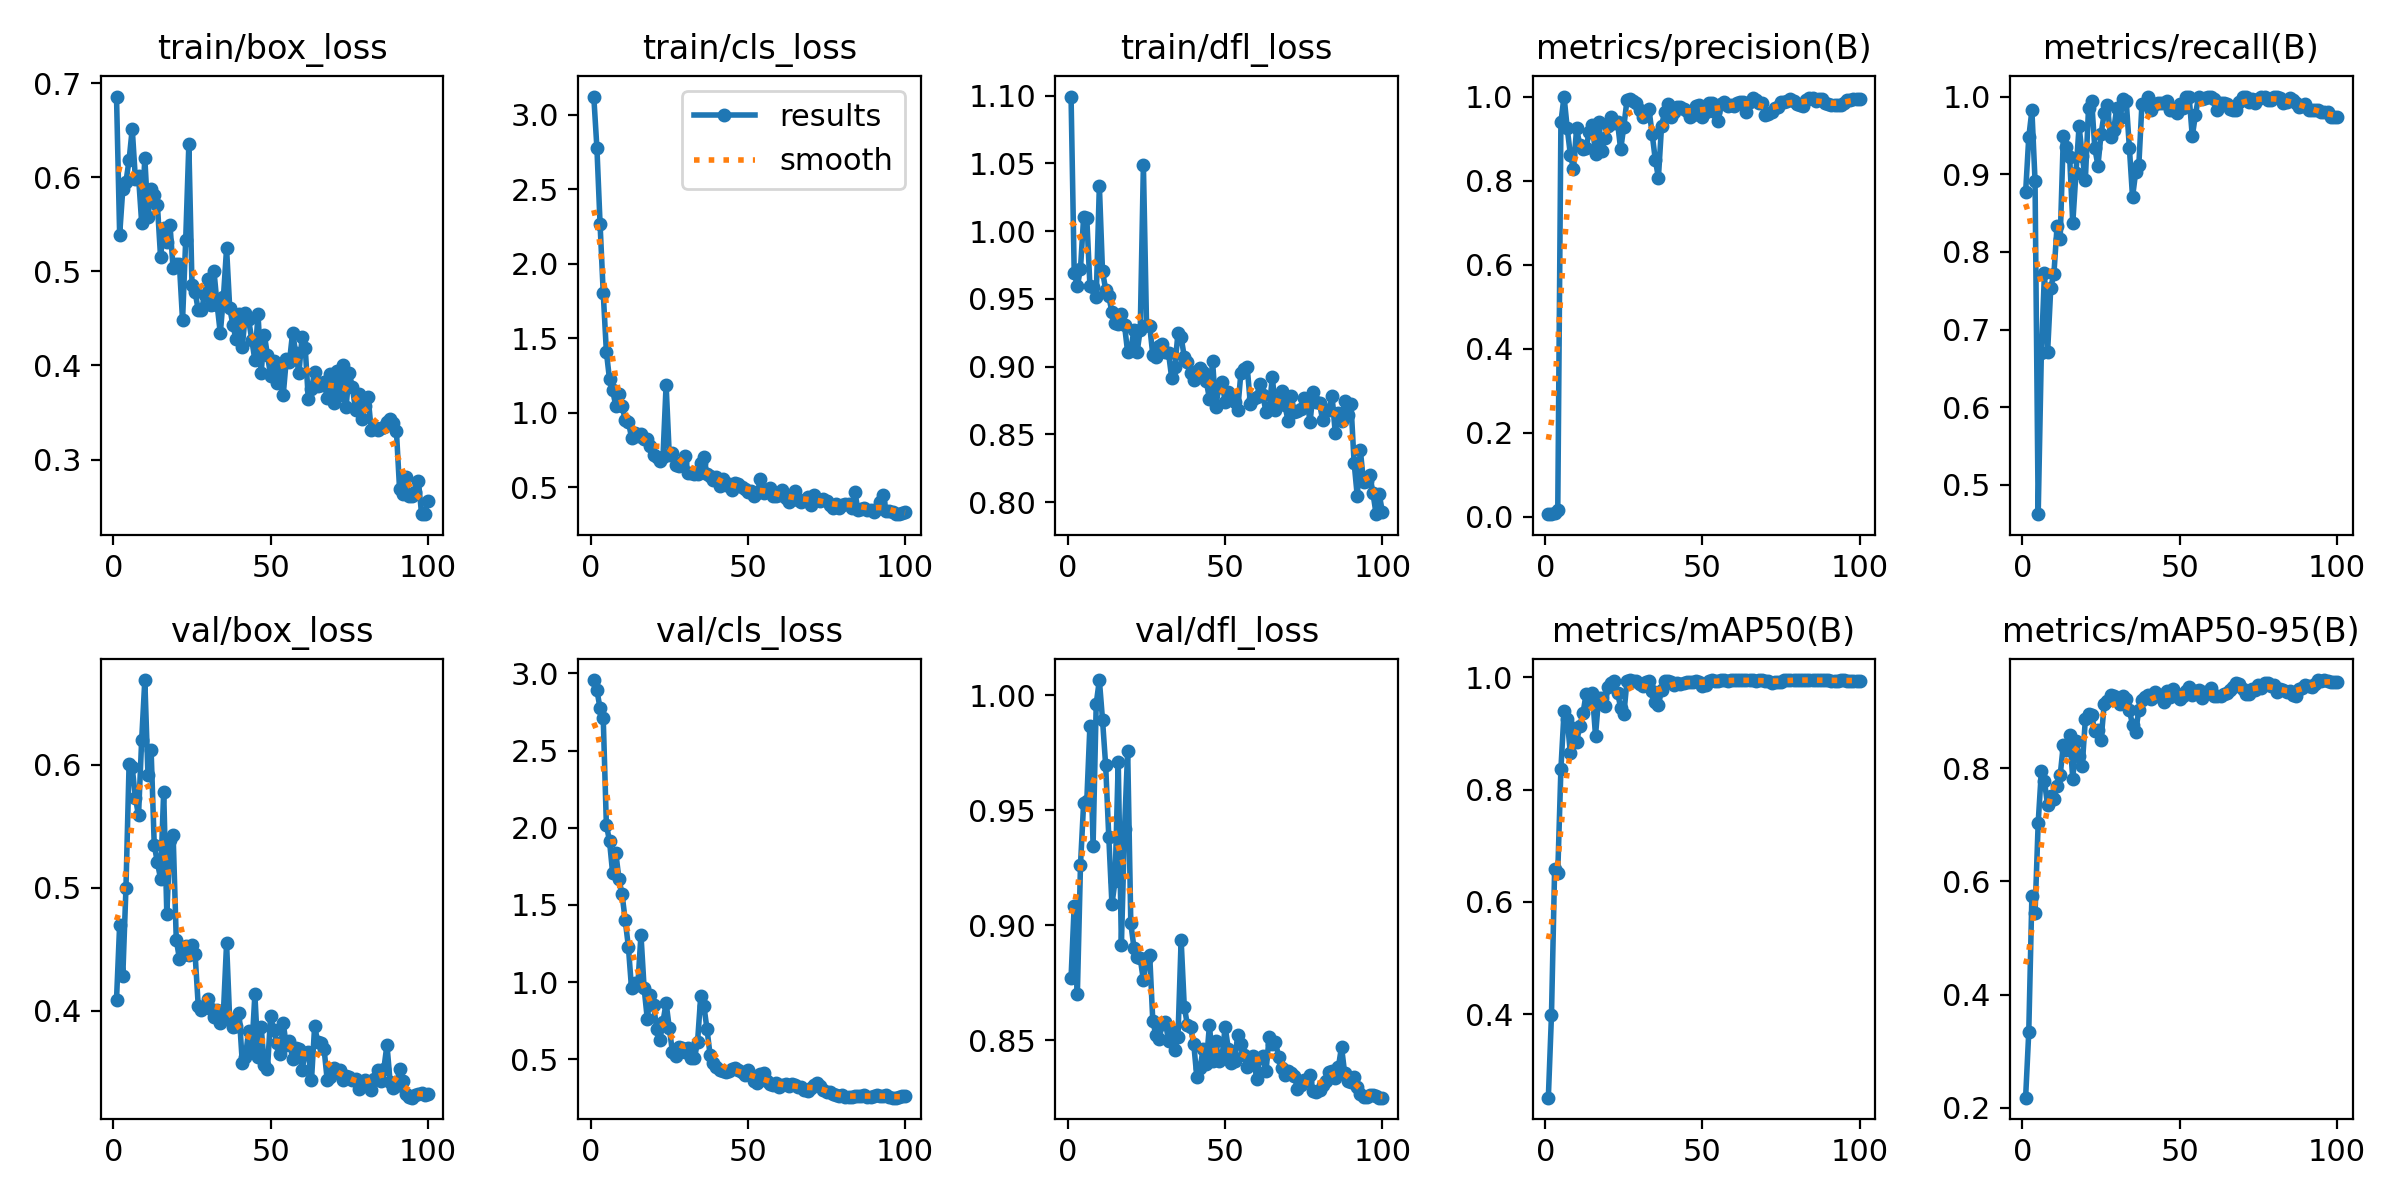 train/box_loss
0.7
0.6
0.5
0.4
0.3
0 50 100
train/cls_loss
results
smooth
3.0
2.5
2.0
1.5
1.0
0.5
0 50 100
train/dfl_loss
1.10
1.05
1.00
0.95
0.90
0.85
0.80
0 50 100
metrics/precision(B)
1.0
0.8
0.6
0.4
0.2
0.0
0 50 100
metrics/recall(B)
1.0
0.9
0.8
0.7
0.6
0.5
0 50 100
val/box_loss
0.6
0.5
0.4
0 50 100
val/cls_loss
3.0
2.5
2.0
1.5
1.0
0.5
0 50 100
val/dfl_loss
1.00
0.95
0.90
0.85
0 50 100
metrics/mAP50(B)
1.0
0.8
0.6
0.4
0 50 100
metrics/mAP50-95(B)
0.8
0.6
0.4
0.2
0 50 100